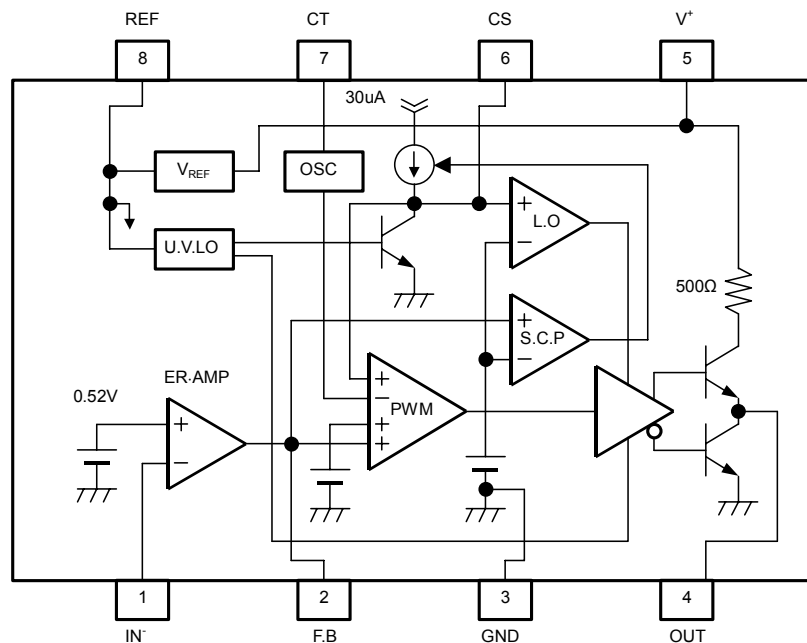 REF CT CS V⁺
8 7 6 5
30uA
V_REF OSC
+ L.O
U.V.LO −
500Ω
+ S.C.P
−
ER·AMP +
0.52V − PWM
+ +
+
−
1 2 3 4
IN⁻ F.B GND OUT